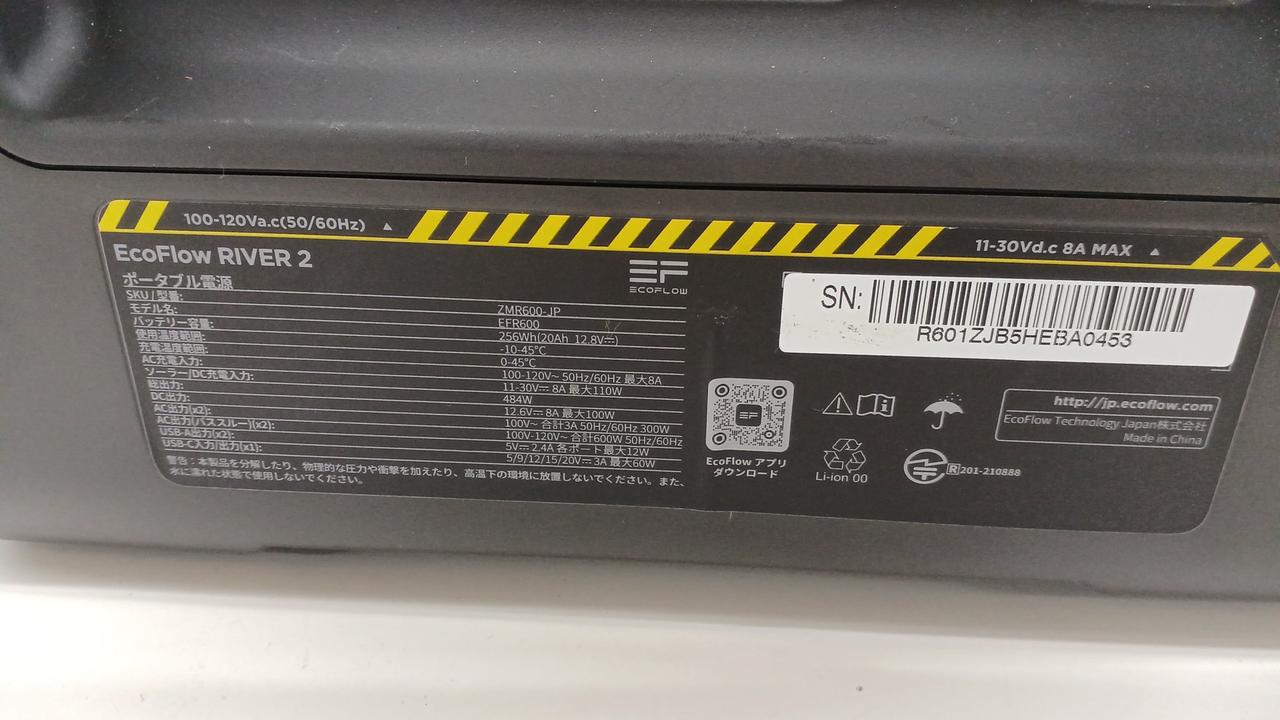 100-120Va.c(50/60Hz)
11-30Vd.c 8A MAX
EcoFlow RIVER 2
ポータブル電源
ECOFLOW
SKU / 型番: ZMR600-JP
モデル名: EFR600
バッテリー容量: 256Wh(20Ah 12.8V⎓)
使用温度範囲: -10-45°C
充電温度範囲: 0-45°C
AC充電入力: 100-120V~ 50Hz/60Hz 最大8A
ソーラー/DC充電入力: 11-30V⎓ 8A 最大110W
総出力: 484W
DC出力: 12.6V⎓ 8A 最大100W
AC出力(x2): 100V~ 合計3A 50Hz/60Hz 300W
AC出力(パススルー)(x2): 100V-120V~ 合計600W 50Hz/60Hz
USB-A出力(x2): 5V⎓ 2.4A 各ポート最大12W
USB-C入力/出力(x1): 5/9/12/15/20V⎓ 3A 最大60W
警告：本製品を分解したり、物理的な圧力や衝撃を加えたり、高温下の環境に放置しないでください。また、
水に濡れた状態で使用しないでください。
SN:
R601ZJB5HEBA0453
EcoFlow アプリ
ダウンロード
Li-ion 00
R 201-210888
http://jp.ecoflow.com
EcoFlow Technology Japan株式会社
Made in China